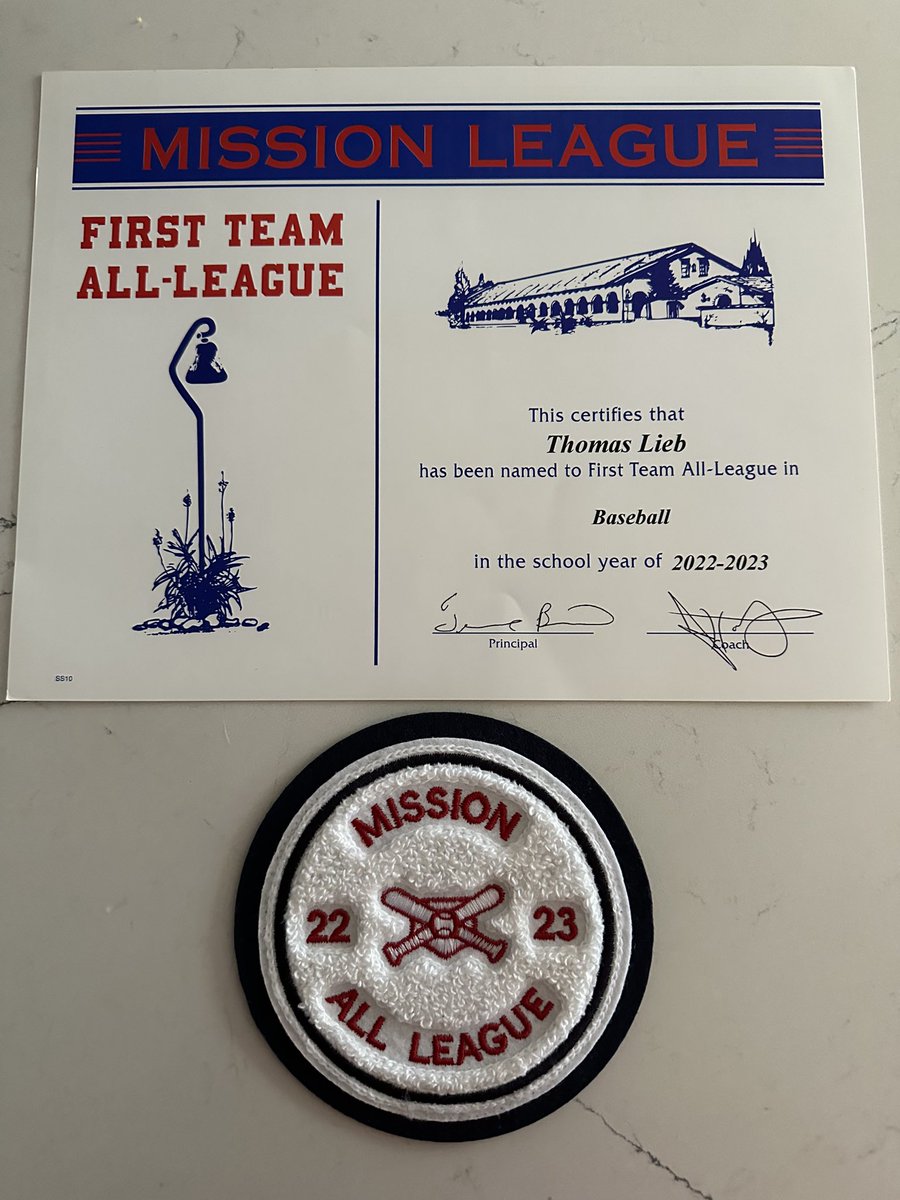 MISSION LEAGUE
FIRST TEAM
ALL-LEAGUE
This certifies that
Thomas Lieb
has been named to First Team All-League in
Baseball
in the school year of 2022-2023
Principal
Coach
SS10
MISSION
22 23
ALL LEAGUE